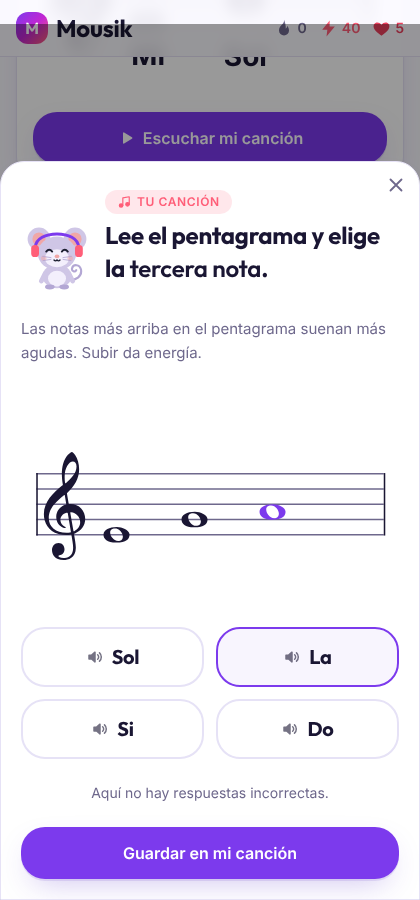 M Mousik 0 40 5
Mi Sol
Escuchar mi canción
TU CANCIÓN
Lee el pentagrama y elige
la tercera nota.
Las notas más arriba en el pentagrama suenan más
agudas. Subir da energía.
Sol La
Si Do
Aquí no hay respuestas incorrectas.
Guardar en mi canción